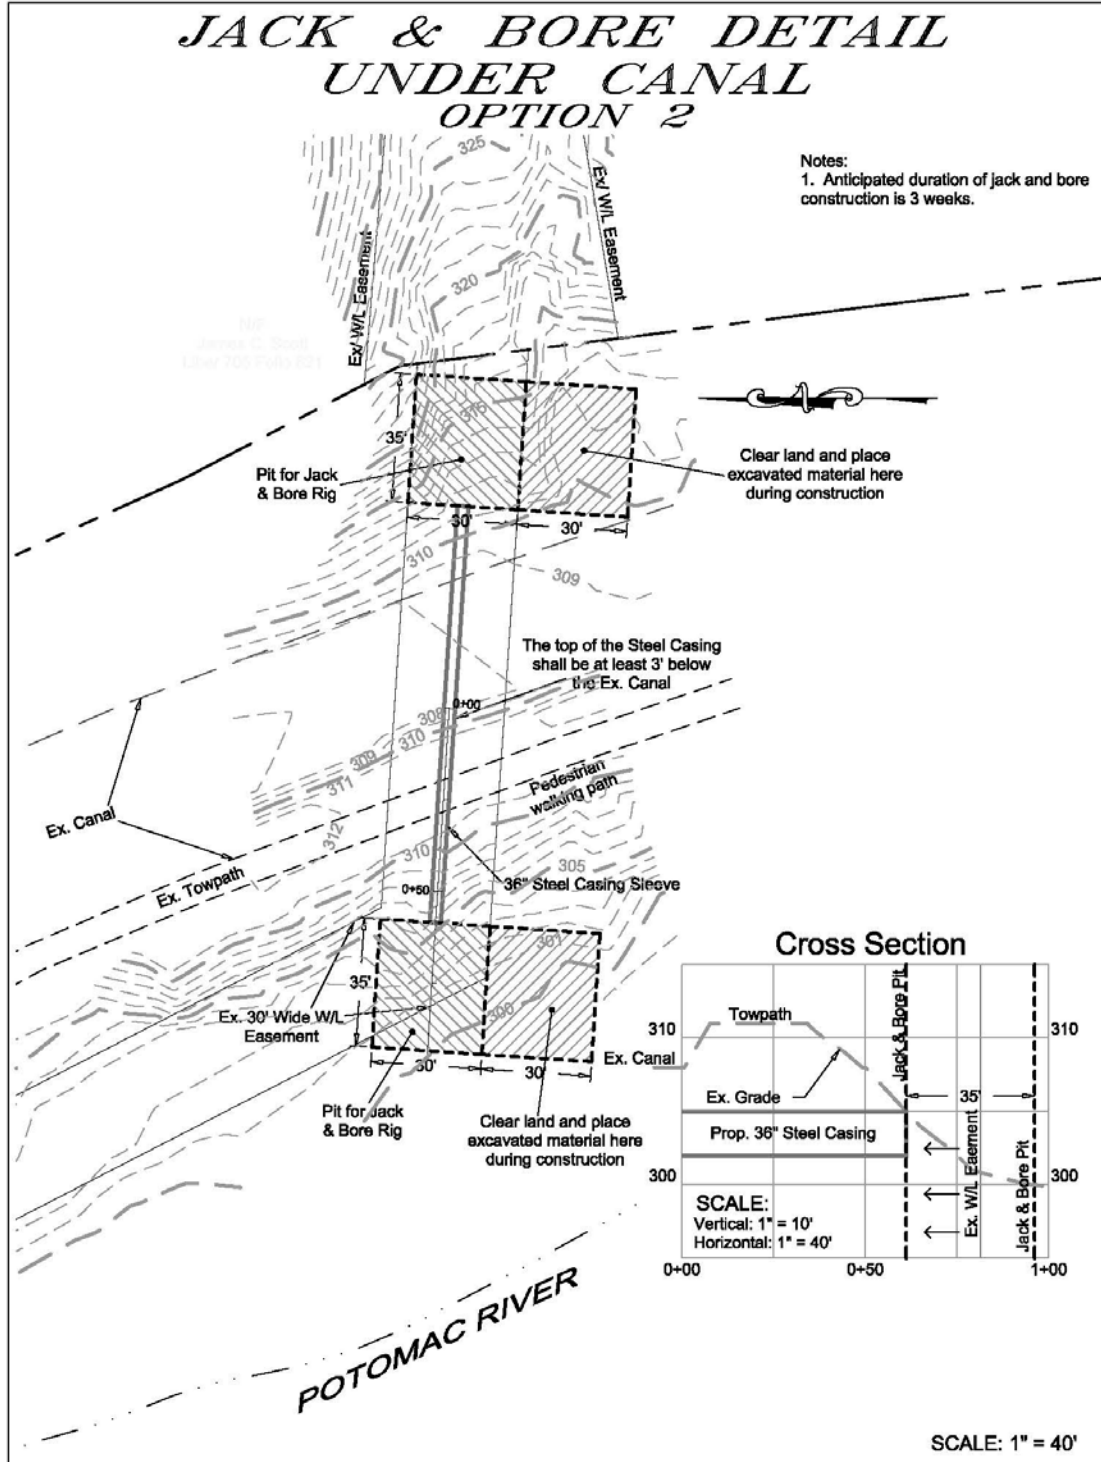 JACK & BORE DETAIL
UNDER CANAL
OPTION 2
Notes:
1. Anticipated duration of jack and bore
construction is 3 weeks.
325
Ex/ W/L Easement
Ex/ W/L Easement
320
N/F
James C. Scott
Liber 706 Folio 821
315
35'
Pit for Jack
& Bore Rig
Clear land and place
excavated material here
during construction
30'
30'
310
309
The top of the Steel Casing
shall be at least 3' below
the Ex. Canal
0+00
308
310
309
311
312
Pedestrian
walking path
Ex. Canal
Ex. Towpath
310
305
0+50
36" Steel Casing Sleeve
301
300
35'
Ex. 30' Wide W/L
Easement
30'
30'
Pit for Jack
& Bore Rig
Clear land and place
excavated material here
during construction
Cross Section
Towpath
310
310
Ex. Canal
Jack & Bore Pit
Ex. Grade
35'
Prop. 36" Steel Casing
Ex. W/L Eaement
Jack & Bore Pit
300
300
SCALE:
Vertical: 1" = 10'
Horizontal: 1" = 40'
0+00
0+50
1+00
POTOMAC RIVER
SCALE: 1" = 40'